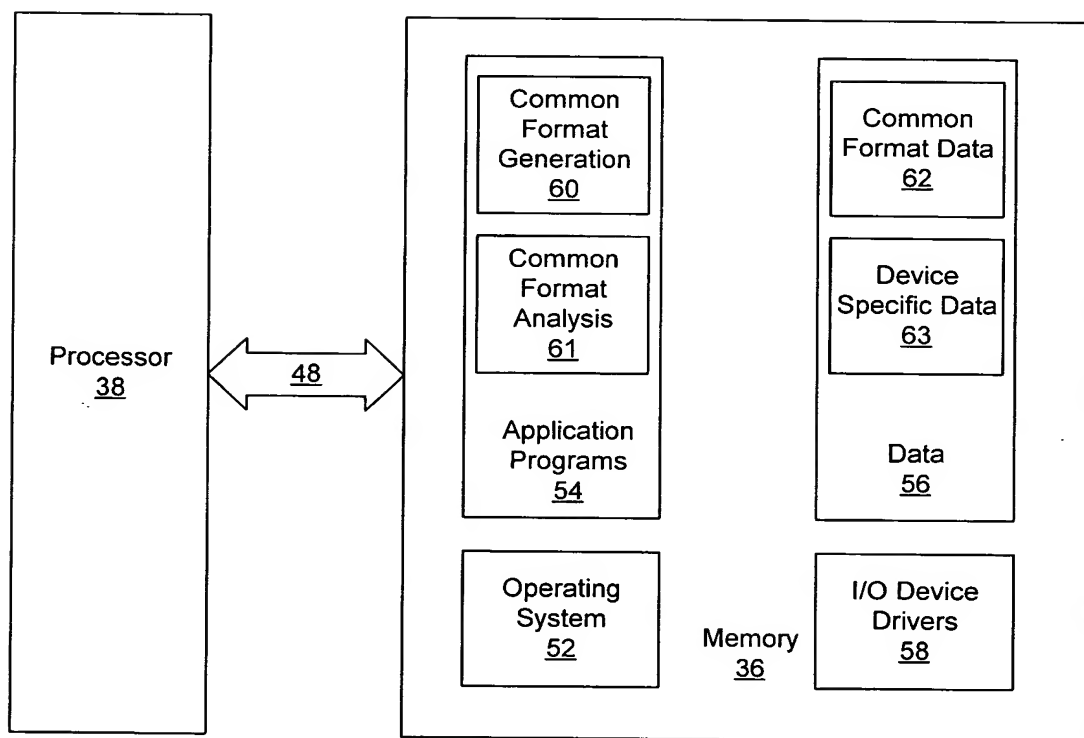 Processor
38
48
Common
Format
Generation
60
Common
Format
Analysis
61
Application
Programs
54
Common
Format Data
62
Device
Specific Data
63
Data
56
Operating
System
52
Memory
36
I/O Device
Drivers
58